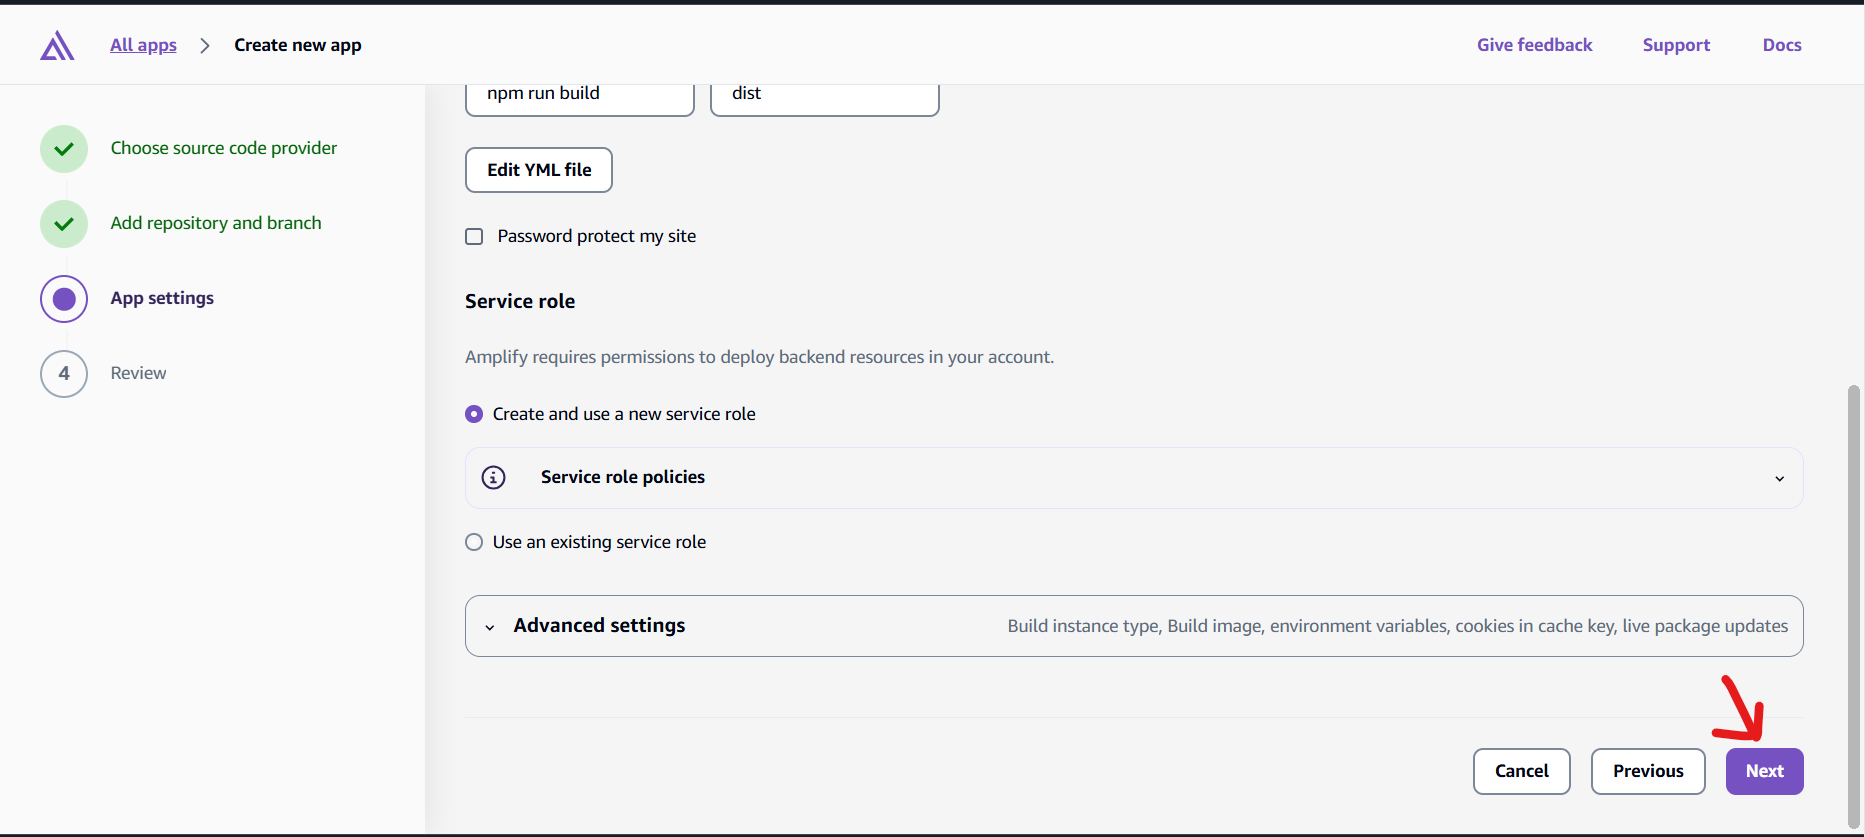 All apps
Create new app
Give feedback
Support
Docs
Choose source code provider
Add repository and branch
App settings
4
Review
npm run build
dist
Edit YML file
Password protect my site
Service role
Amplify requires permissions to deploy backend resources in your account.
Create and use a new service role
Service role policies
Use an existing service role
Advanced settings
Build instance type, Build image, environment variables, cookies in cache key, live package updates
Cancel
Previous
Next